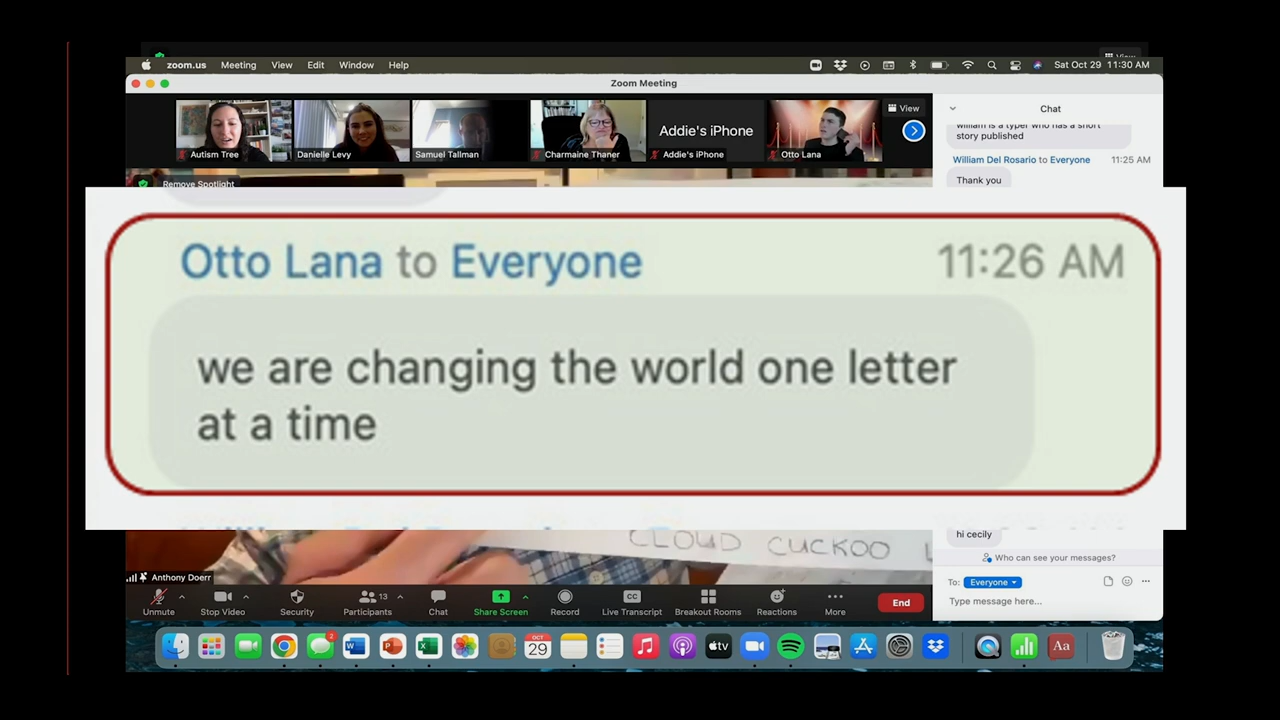 View
zoom.us Meeting View Edit Window Help Sat Oct 29 11:30 AM
Zoom Meeting
Autism Tree
Danielle Levy
Samuel Tallman
Charmaine Thaner
Addie's iPhone
Addie's iPhone
Otto Lana
View
Chat
william is a typer who has a short
story published
William Del Rosario to Everyone 11:25 AM
Thank you
Remove Spotlight
Otto Lana to Everyone 11:26 AM
we are changing the world one letter
at a time
CLOUD CUCKOO
hi cecily
Who can see your messages?
To: Everyone
Type message here...
Anthony Doerr
Unmute
Stop Video
Security
13
Participants
Chat
Share Screen
CC
Live Transcript
Breakout Rooms
Reactions
More
End
2
OCT
29
tv
Aa